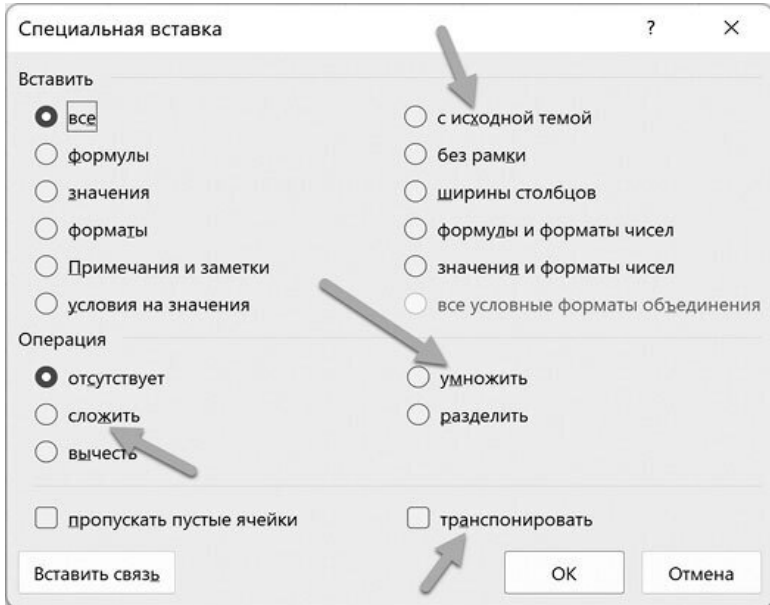 Специальная вставка ? ×
Вставить
все
формулы
значения
форматы
Примечания и заметки
условия на значения
с исходной темой
без рамки
ширины столбцов
формулы и форматы чисел
значения и форматы чисел
все условные форматы объединения
Операция
отсутствует
сложить
вычесть
умножить
разделить
пропускать пустые ячейки
транспонировать
Вставить связь
ОК
Отмена